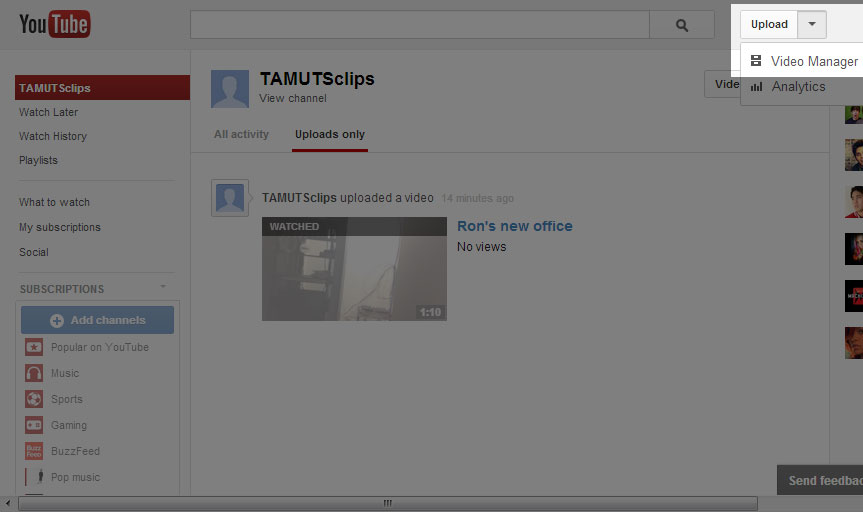 YouTube
Upload
Video Manager
Analytics
TAMUTSclips
Watch Later
Watch History
Playlists
What to watch
My subscriptions
Social
SUBSCRIPTIONS
Add channels
Popular on YouTube
Music
Sports
Gaming
BuzzFeed
BuzzFeed
Pop music
TAMUTSclips
View channel
Vide
All activity
Uploads only
TAMUTSclips uploaded a video 14 minutes ago
WATCHED
1:10
Ron's new office
No views
Send feedbac